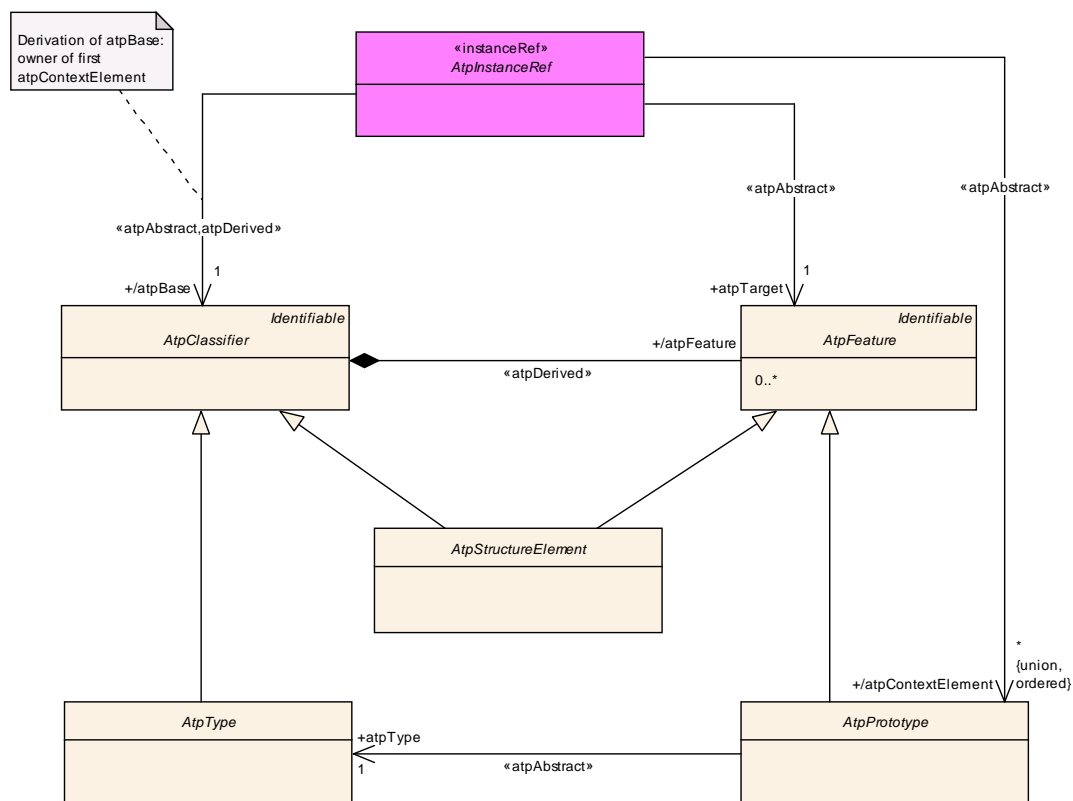 Derivation of atpBase:
owner of first
atpContextElement
«instanceRef»
AtpInstanceRef
«atpAbstract»
«atpAbstract»
«atpAbstract,atpDerived»
1
+/atpBase
1
+atpTarget
Identifiable
AtpClassifier
Identifiable
AtpFeature
+/atpFeature
«atpDerived»
0..*
AtpStructureElement
*
{union,
ordered}
+/atpContextElement
AtpType
AtpPrototype
+atpType
1
«atpAbstract»